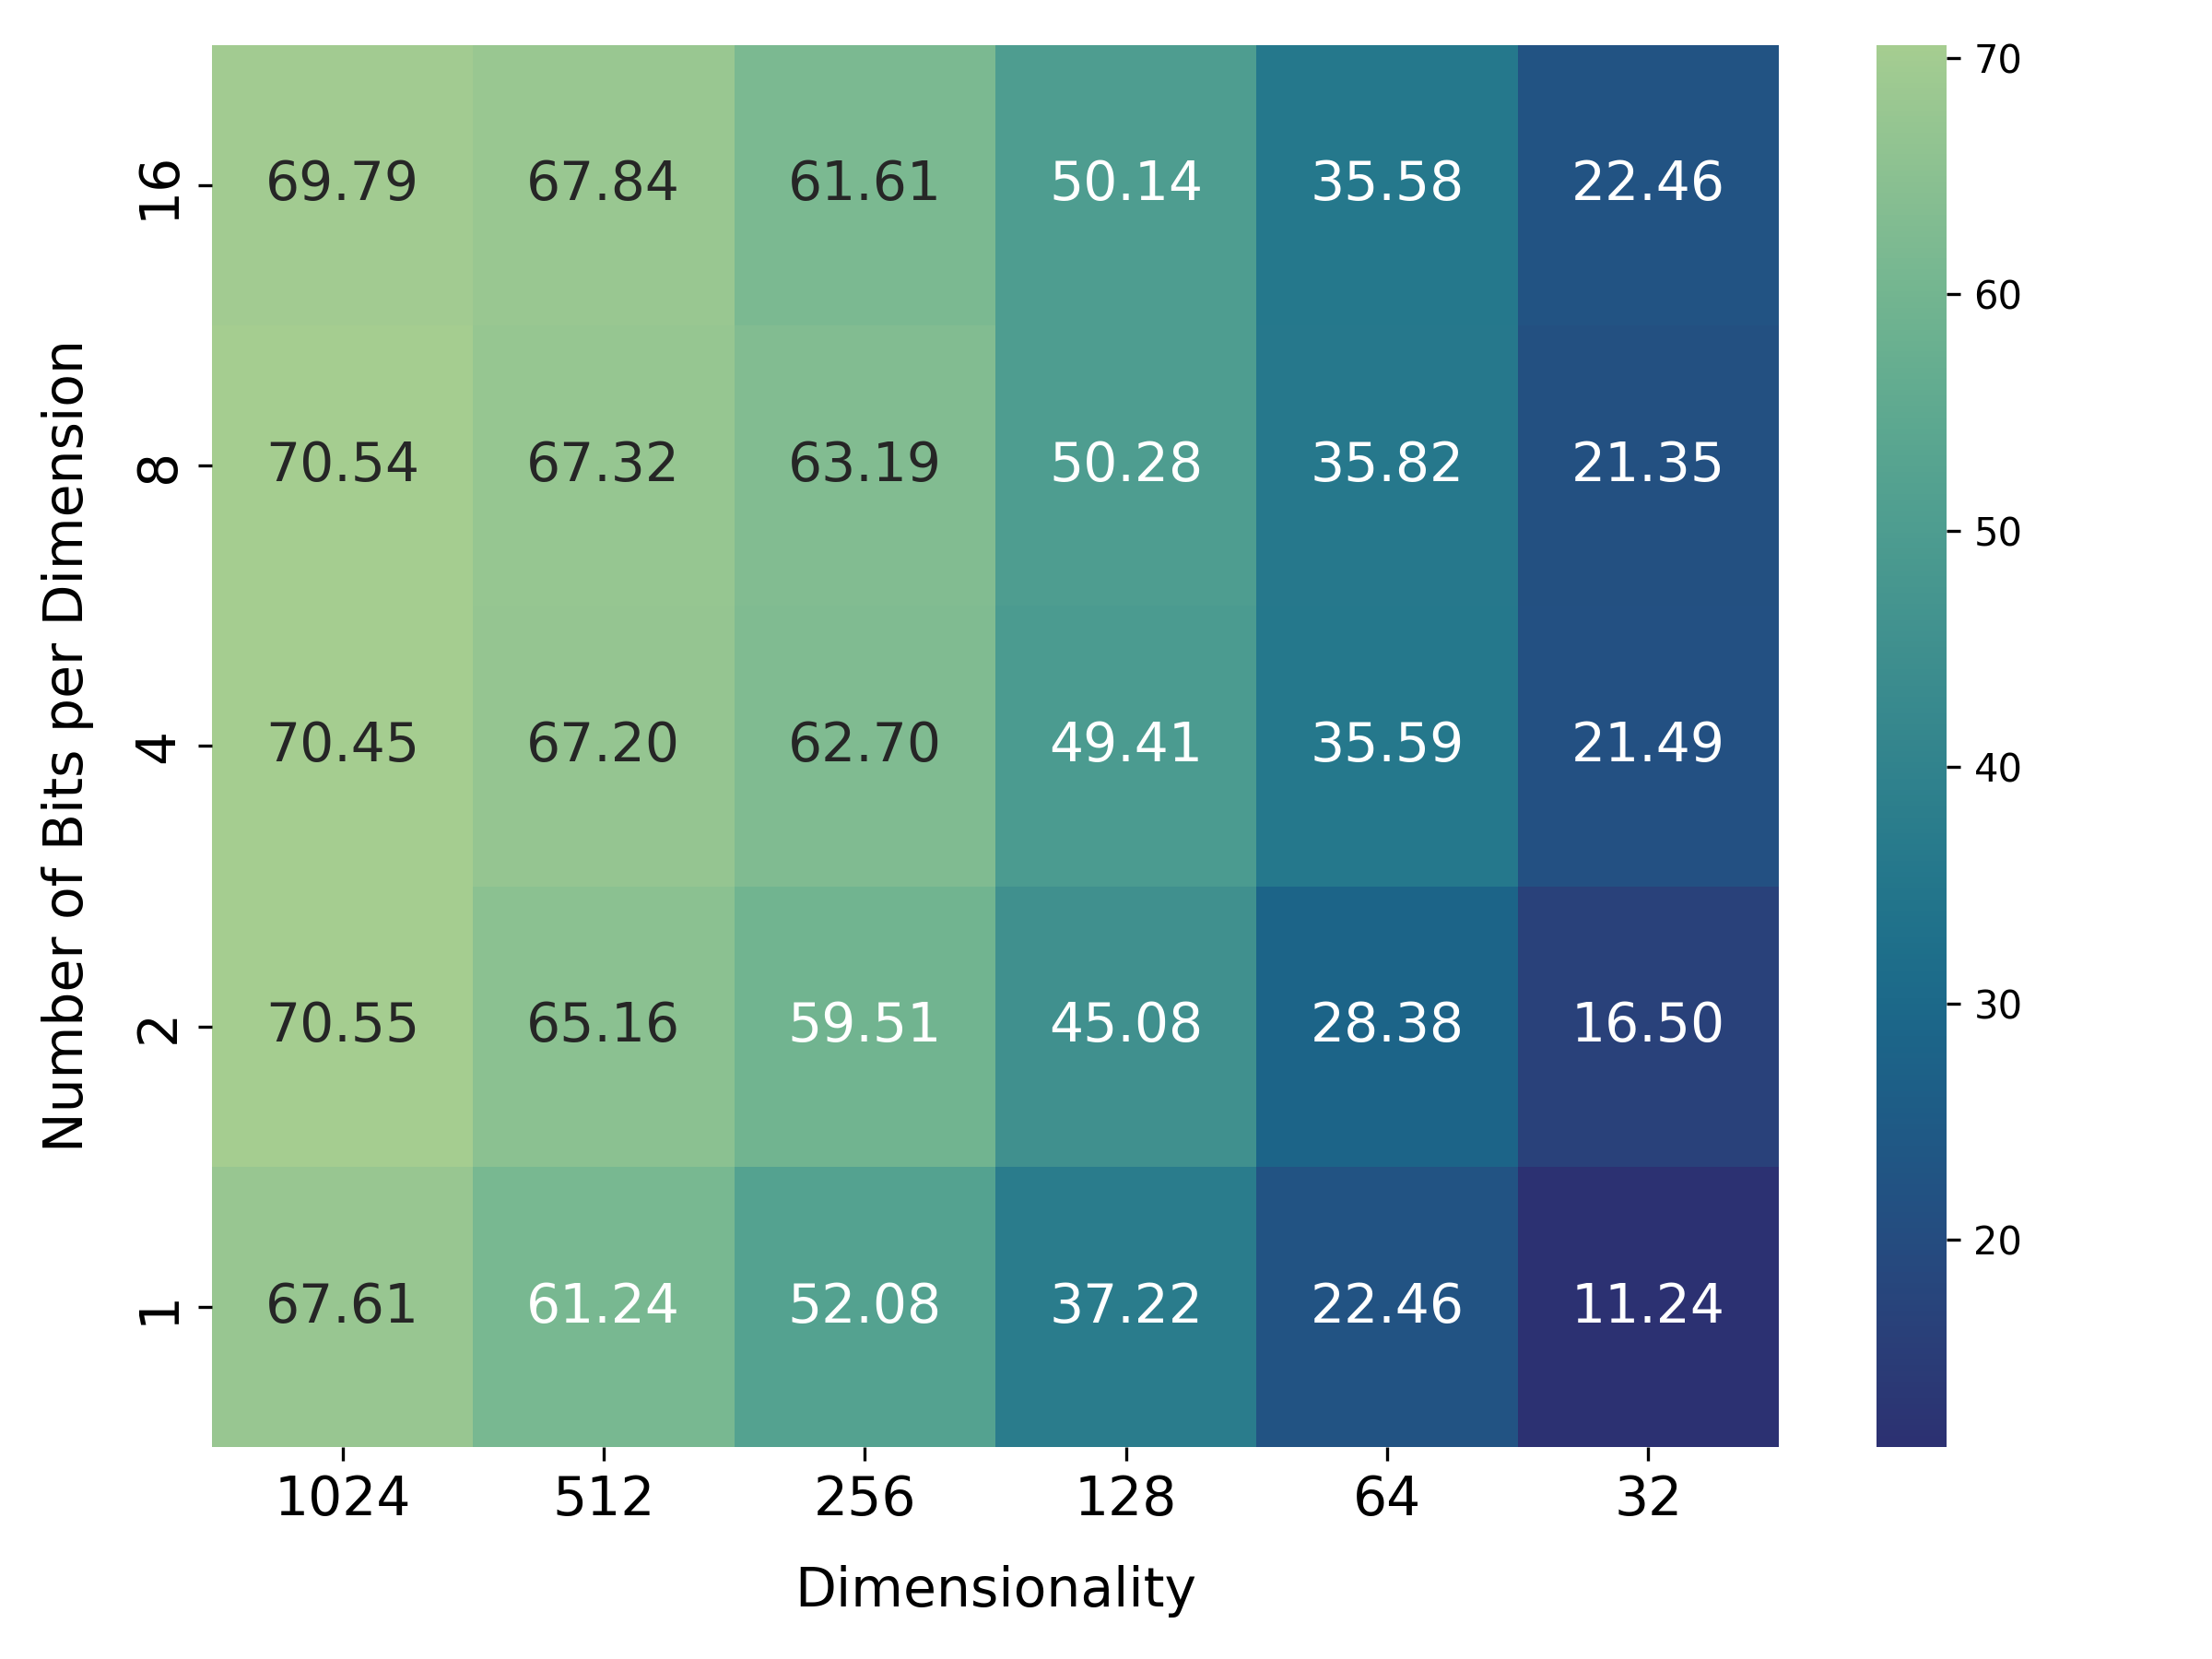 Number of Bits per Dimension
16 69.79 67.84 61.61 50.14 35.58 22.46
8 70.54 67.32 63.19 50.28 35.82 21.35
4 70.45 67.20 62.70 49.41 35.59 21.49
2 70.55 65.16 59.51 45.08 28.38 16.50
1 67.61 61.24 52.08 37.22 22.46 11.24
1024 512 256 128 64 32
Dimensionality
70
60
50
40
30
20